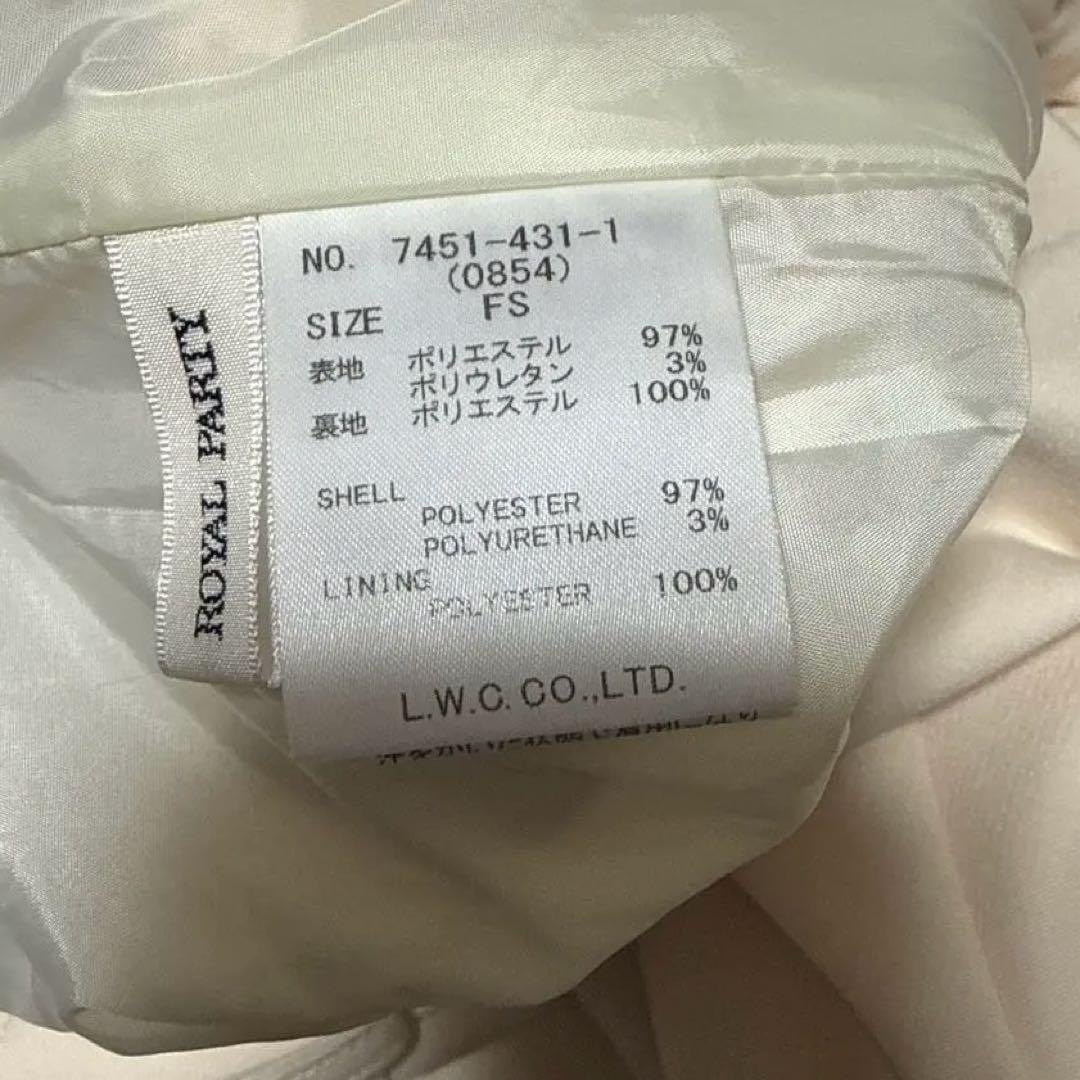 ROYAL PARTY
NO. 7451-431-1
(0854)
SIZE FS
表地 ポリエステル 97%
ポリウレタン 3%
裏地 ポリエステル 100%
SHELL
POLYESTER 97%
POLYURETHANE 3%
LINING
POLYESTER 100%
L.W.C.CO.,LTD.